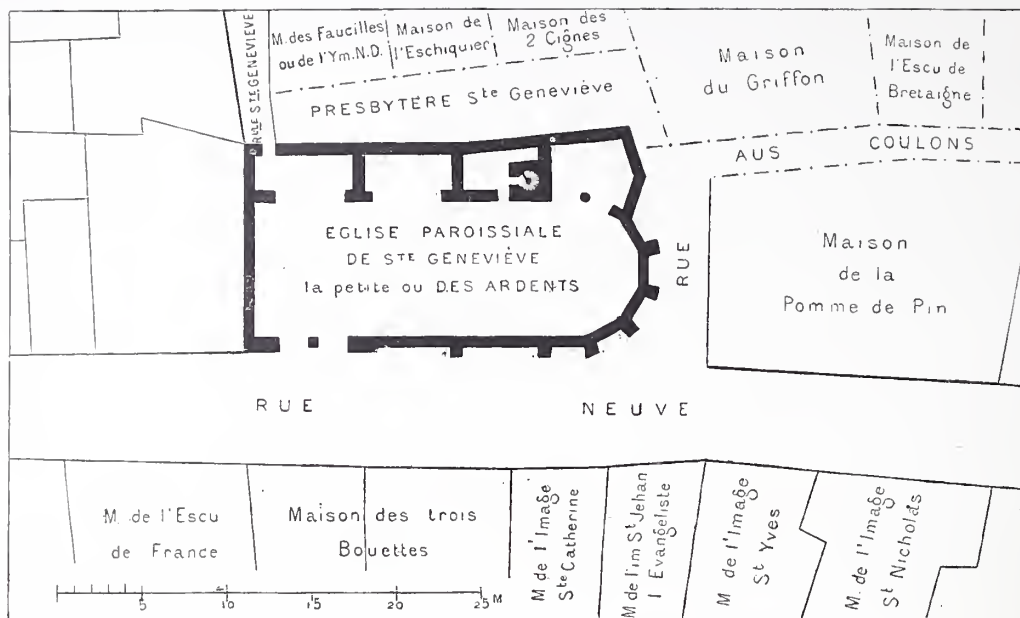 RUE STE GENEVIÈVE
M. des Faucilles
ou de l'Ym. N.D.
Maison de
l'Eschiquier
Maison des
2 Cignes
PRESBYTÈRE Ste Geneviève
Maison
du Griffon
Maison de
l'Escu de
Bretaigne
AUS COULONS
EGLISE PAROISSIALE
DE STE GENEVIÈVE
la petite ou DES ARDENTS
RUE
Maison
de la
Pomme de Pin
RUE NEUVE
M. de l'Escu
de France
Maison des trois
Bouettes
M de l'Image
Ste Catherine
M de l'im St Jehan
l Evangeliste
M de l'Image
St Yves
M. de l'Image
St Nicholas
5 10 15 20 25 M